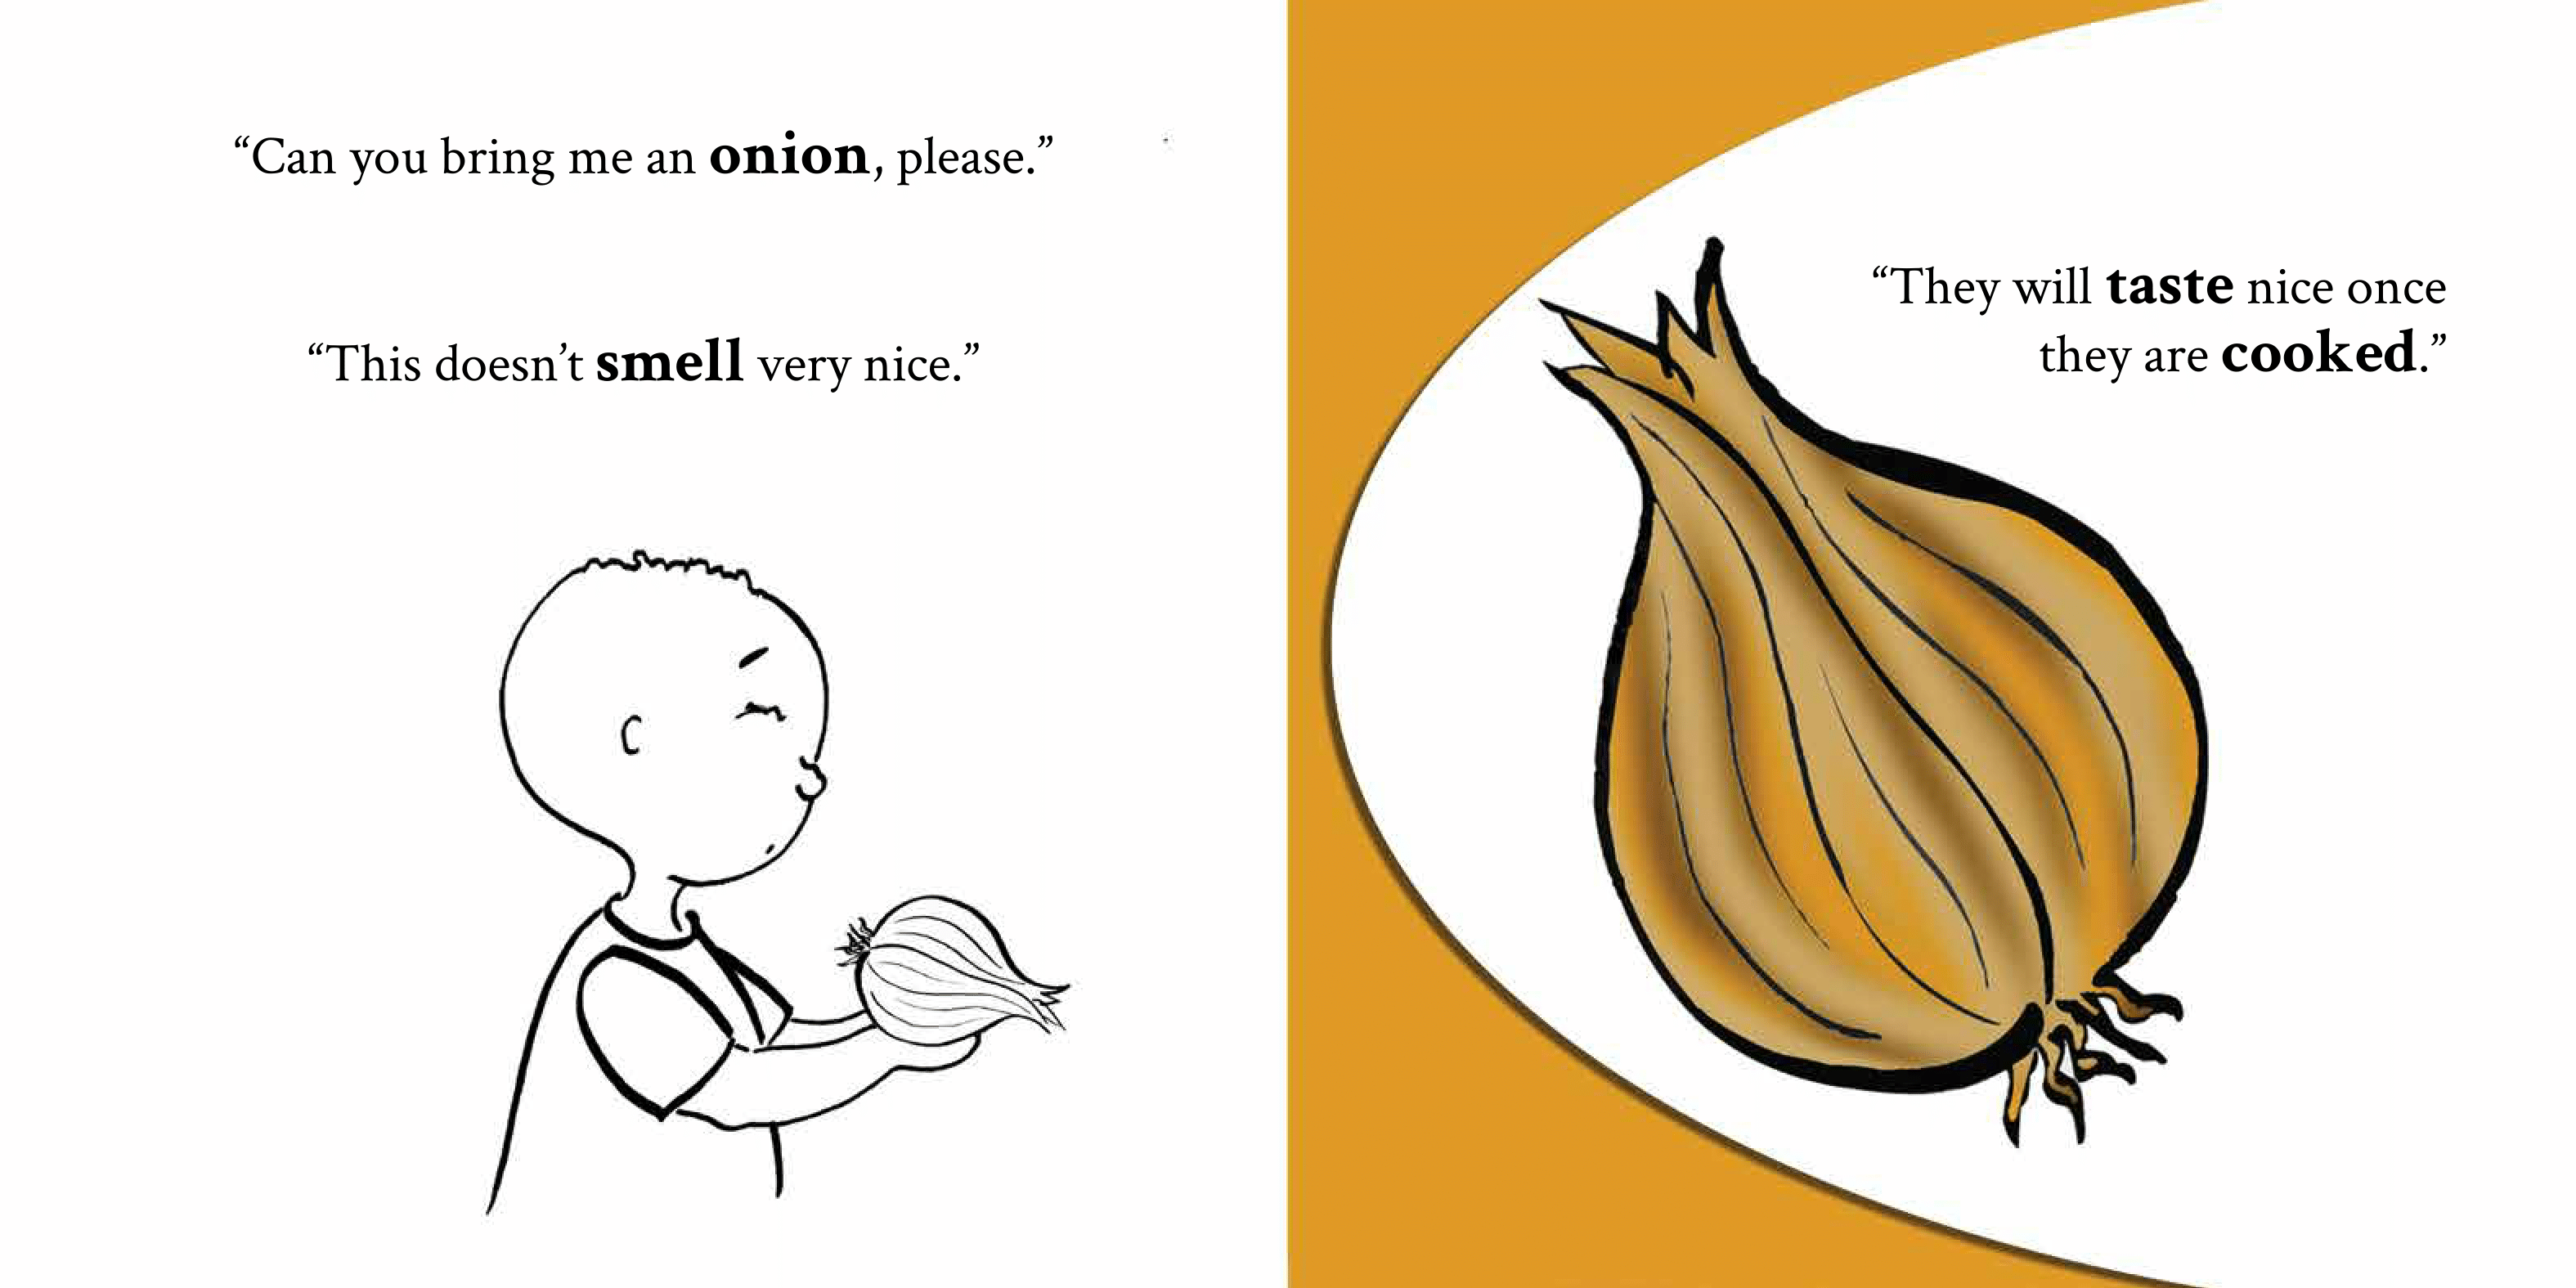 “Can you bring me an onion, please.”
“This doesn’t smell very nice.”
“They will taste nice once
they are cooked.”